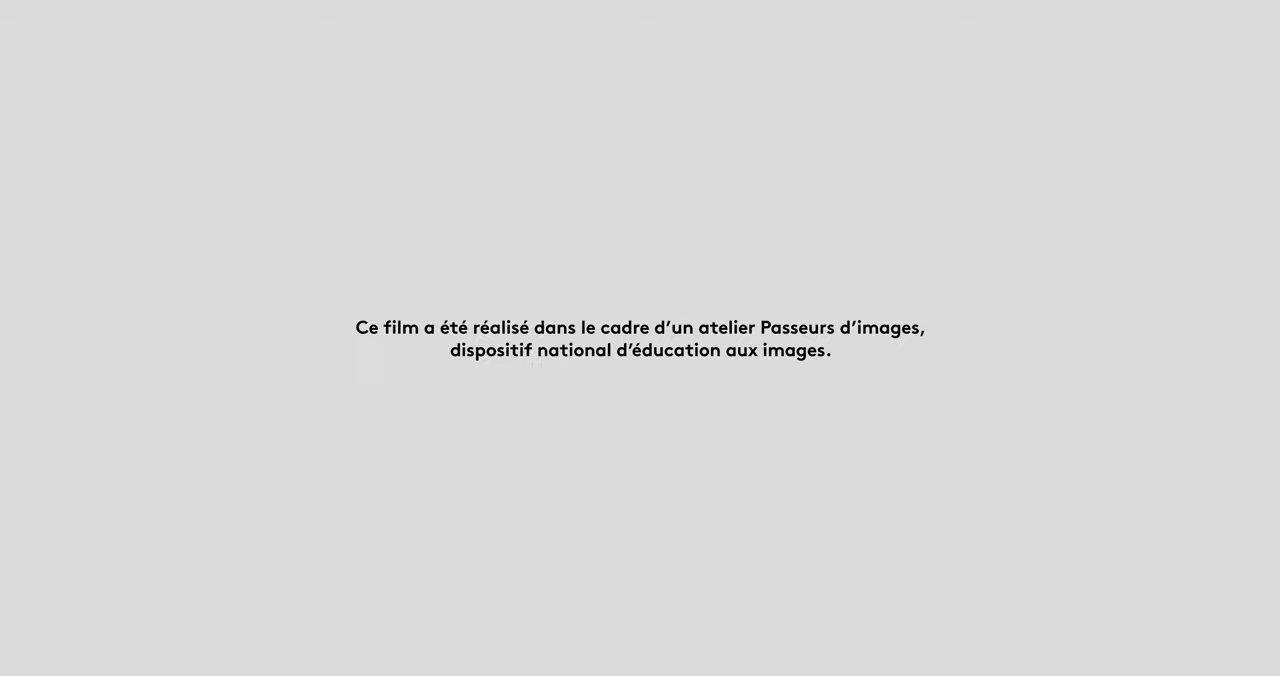 Ce film a été réalisé dans le cadre d’un atelier Passeurs d’images,
dispositif national d’éducation aux images.